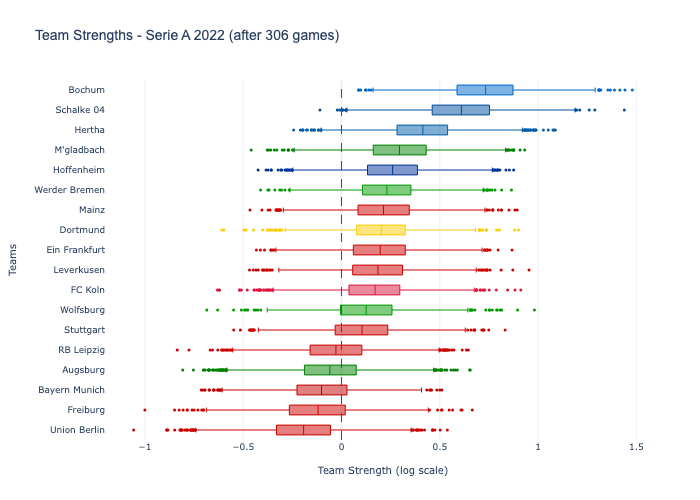 Team Strengths - Serie A 2022 (after 306 games)
Bochum
Schalke 04
Hertha
M'gladbach
Hoffenheim
Werder Bremen
Mainz
Dortmund
Ein Frankfurt
Leverkusen
FC Koln
Wolfsburg
Stuttgart
RB Leipzig
Augsburg
Bayern Munich
Freiburg
Union Berlin
Teams
−1
−0.5
0
0.5
1
1.5
Team Strength (log scale)